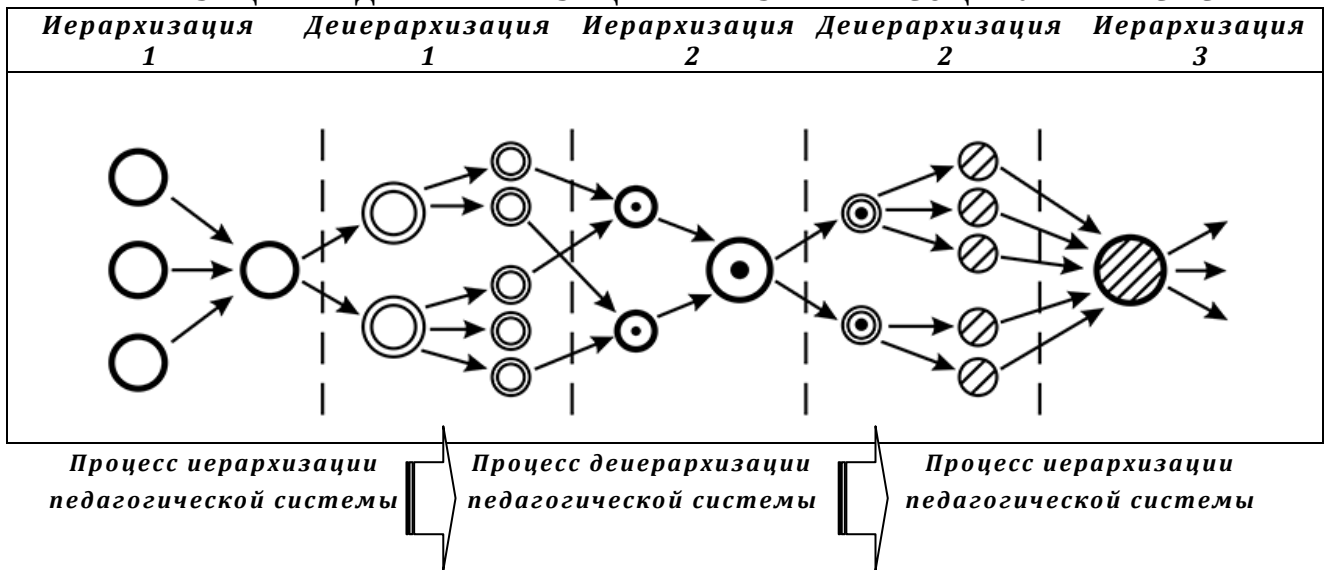 Иерархизация Деиерархизация Иерархизация Деиерархизация Иерархизация
1 1 2 2 3
Процесс иерархизации Процесс деиерархизации Процесс иерархизации
педагогической системы педагогической системы педагогической системы